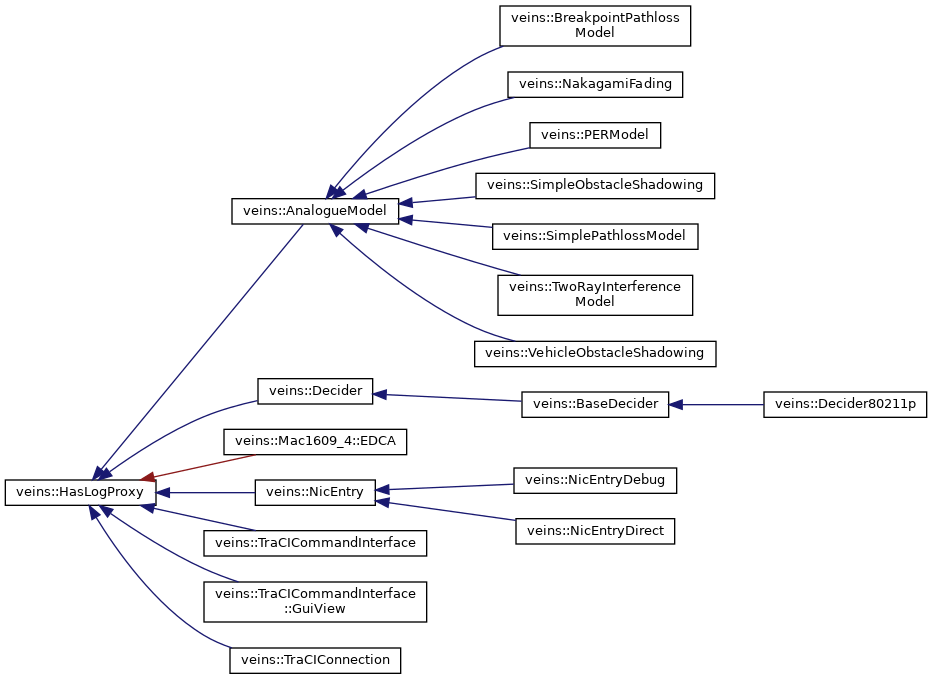 veins::BreakpointPathloss
Model
veins::NakagamiFading
veins::PERModel
veins::SimpleObstacleShadowing
veins::AnalogueModel
veins::SimplePathlossModel
veins::TwoRayInterference
Model
veins::VehicleObstacleShadowing
veins::Decider
veins::BaseDecider
veins::Decider80211p
veins::Mac1609_4::EDCA
veins::HasLogProxy
veins::NicEntry
veins::NicEntryDebug
veins::NicEntryDirect
veins::TraCICommandInterface
veins::TraCICommandInterface
::GuiView
veins::TraCIConnection